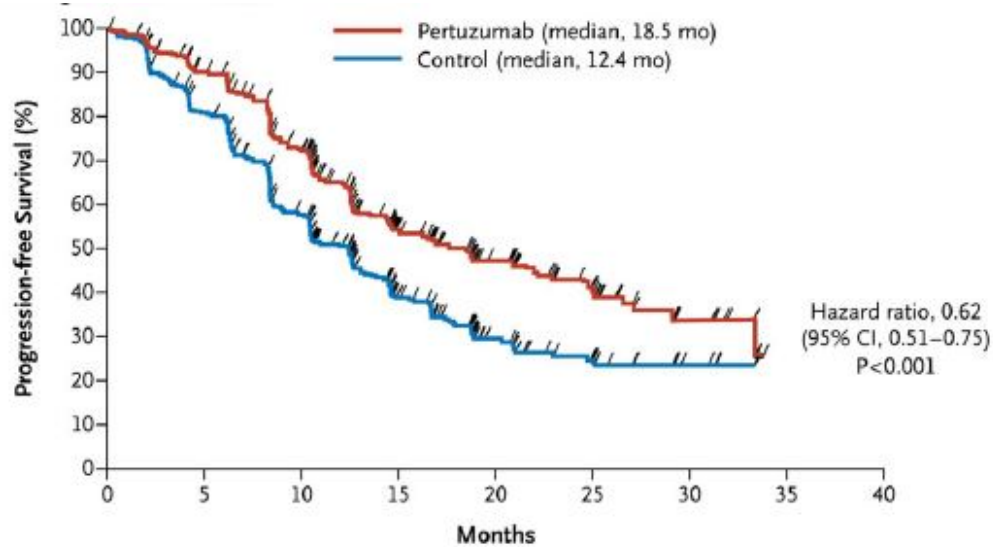 Pertuzumab (median, 18.5 mo)
Control (median, 12.4 mo)
Progression-free Survival (%)
100
90
80
70
60
50
40
30
20
10
0
Hazard ratio, 0.62
(95% CI, 0.51–0.75)
P<0.001
0 5 10 15 20 25 30 35 40
Months